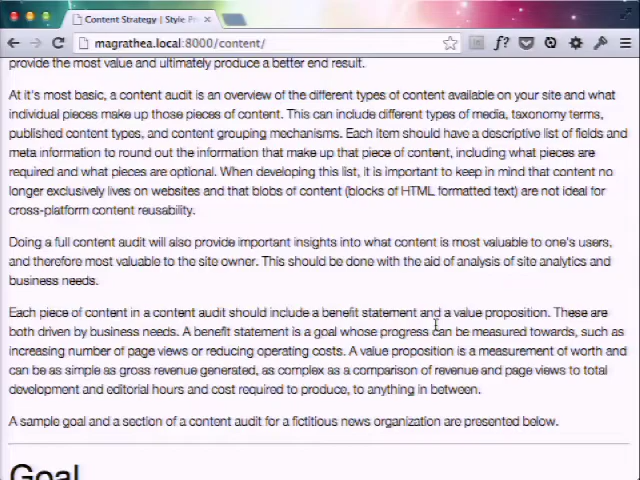 Content Strategy | Style Pr
magrathea.local:8000/content/
f?
provide the most value and ultimately produce a better end result.
At it's most basic, a content audit is an overview of the different types of content available on your site and what
individual pieces make up those pieces of content. This can include different types of media, taxonomy terms,
published content types, and content grouping mechanisms. Each item should have a descriptive list of fields and
meta information to round out the information that make up that piece of content, including what pieces are
required and what pieces are optional. When developing this list, it is important to keep in mind that content no
longer exclusively lives on websites and that blobs of content (blocks of HTML formatted text) are not ideal for
cross-platform content reusability.
Doing a full content audit will also provide important insights into what content is most valuable to one's users,
and therefore most valuable to the site owner. This should be done with the aid of analysis of site analytics and
business needs.
Each piece of content in a content audit should include a benefit statement and a value proposition. These are
both driven by business needs. A benefit statement is a goal whose progress can be measured towards, such as
increasing number of page views or reducing operating costs. A value proposition is a measurement of worth and
can be as simple as gross revenue generated, as complex as a comparison of revenue and page views to total
development and editorial hours and cost required to produce, to anything in between.
A sample goal and a section of a content audit for a fictitious news organization are presented below.
Goal